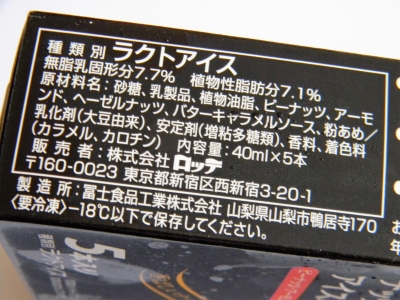 種類別 ラクトアイス
無脂乳固形分7.7% 植物性脂肪分7.1%
原材料名:砂糖、乳製品、植物油脂、ピーナッツ、アーモ
ンド、ヘーゼルナッツ、バターキャラメルソース、粉あめ/
乳化剤(大豆由来)、安定剤(増粘多糖類)、香料、着色料
(カラメル、カロチン) 内容量:40ml×5本
販売者:株式会社ロッテ
〒160-0023 東京都新宿区西新宿3-20-1
製造所:冨士食品工業株式会社 山梨県山梨市鴨居寺170
〈要冷凍〉-18℃以下で保存してください。